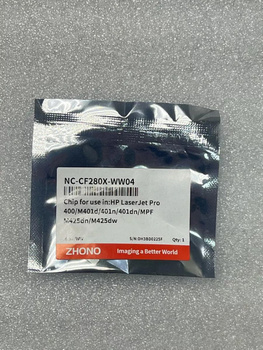 NC-CF280X-WW04
Chip for use in:HP LaserJet Pro
400/M401d/401n/401dn/MPF
M425dn/M425dw
Qty: 1
ZHONO
Imaging a Better World